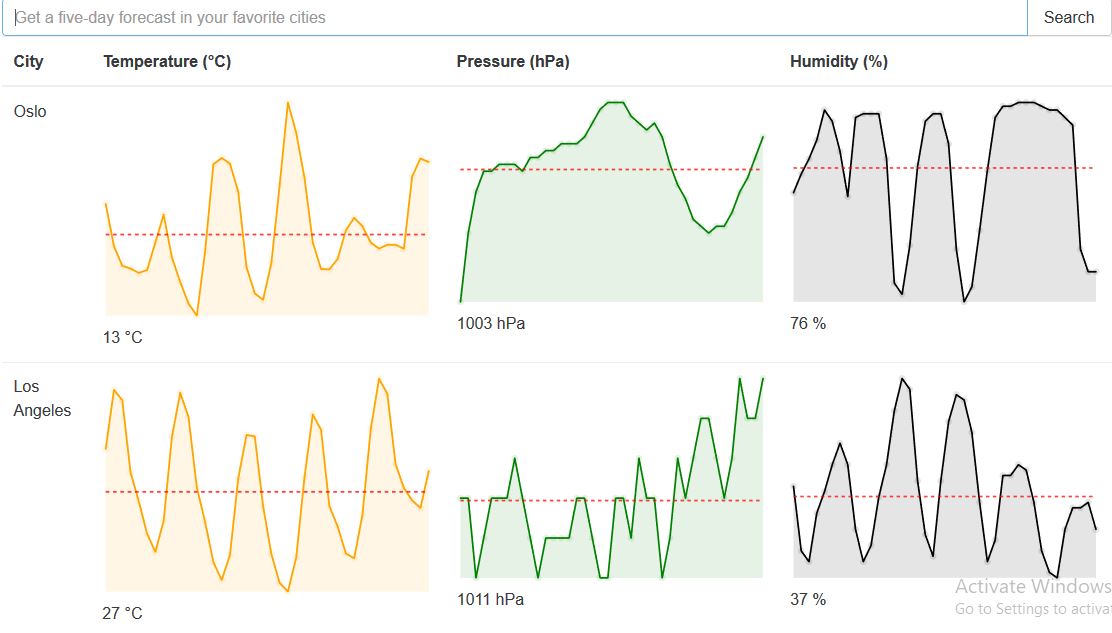 Get a five-day forecast in your favorite cities Search
City Temperature (°C) Pressure (hPa) Humidity (%)
Oslo
13 °C 1003 hPa 76 %
Los
Angeles
27 °C 1011 hPa 37 %
Activate Windows
Go to Settings to activa